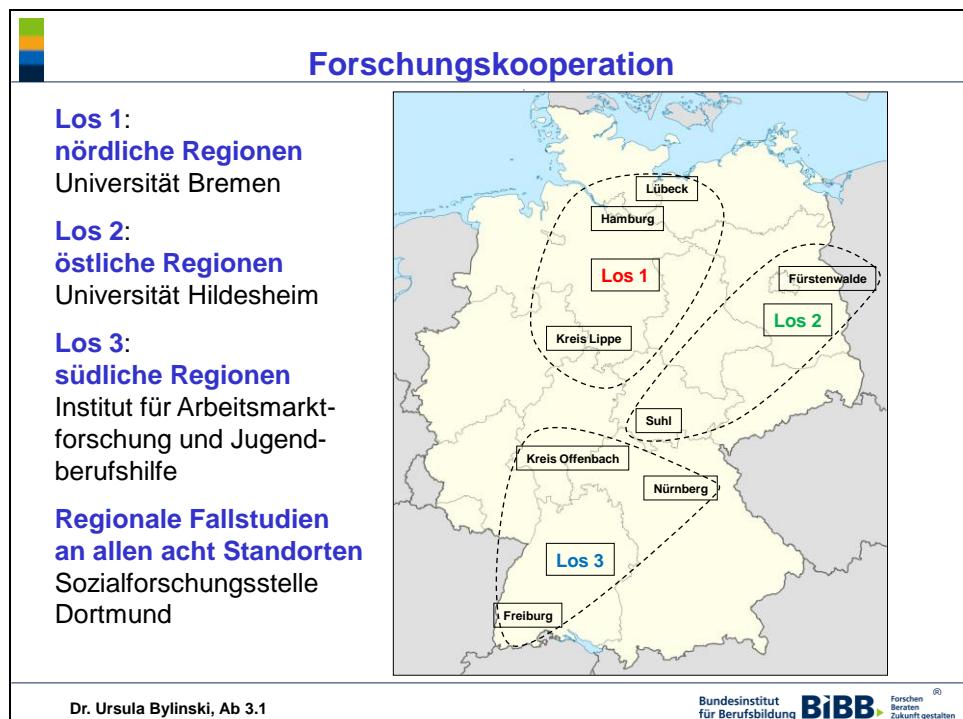 Forschungskooperation
Los 1:
nördliche Regionen
Universität Bremen
Los 2:
östliche Regionen
Universität Hildesheim
Los 3:
südliche Regionen
Institut für Arbeitsmarkt-
forschung und Jugend-
berufshilfe
Regionale Fallstudien
an allen acht Standorten
Sozialforschungsstelle
Dortmund
Lübeck
Hamburg
Los 1
Fürstenwalde
Los 2
Kreis Lippe
Suhl
Kreis Offenbach
Nürnberg
Los 3
Freiburg
Dr. Ursula Bylinski, Ab 3.1
Bundesinstitut
für Berufsbildung
BiBB
Forschen
Beraten
Zukunft gestalten
®